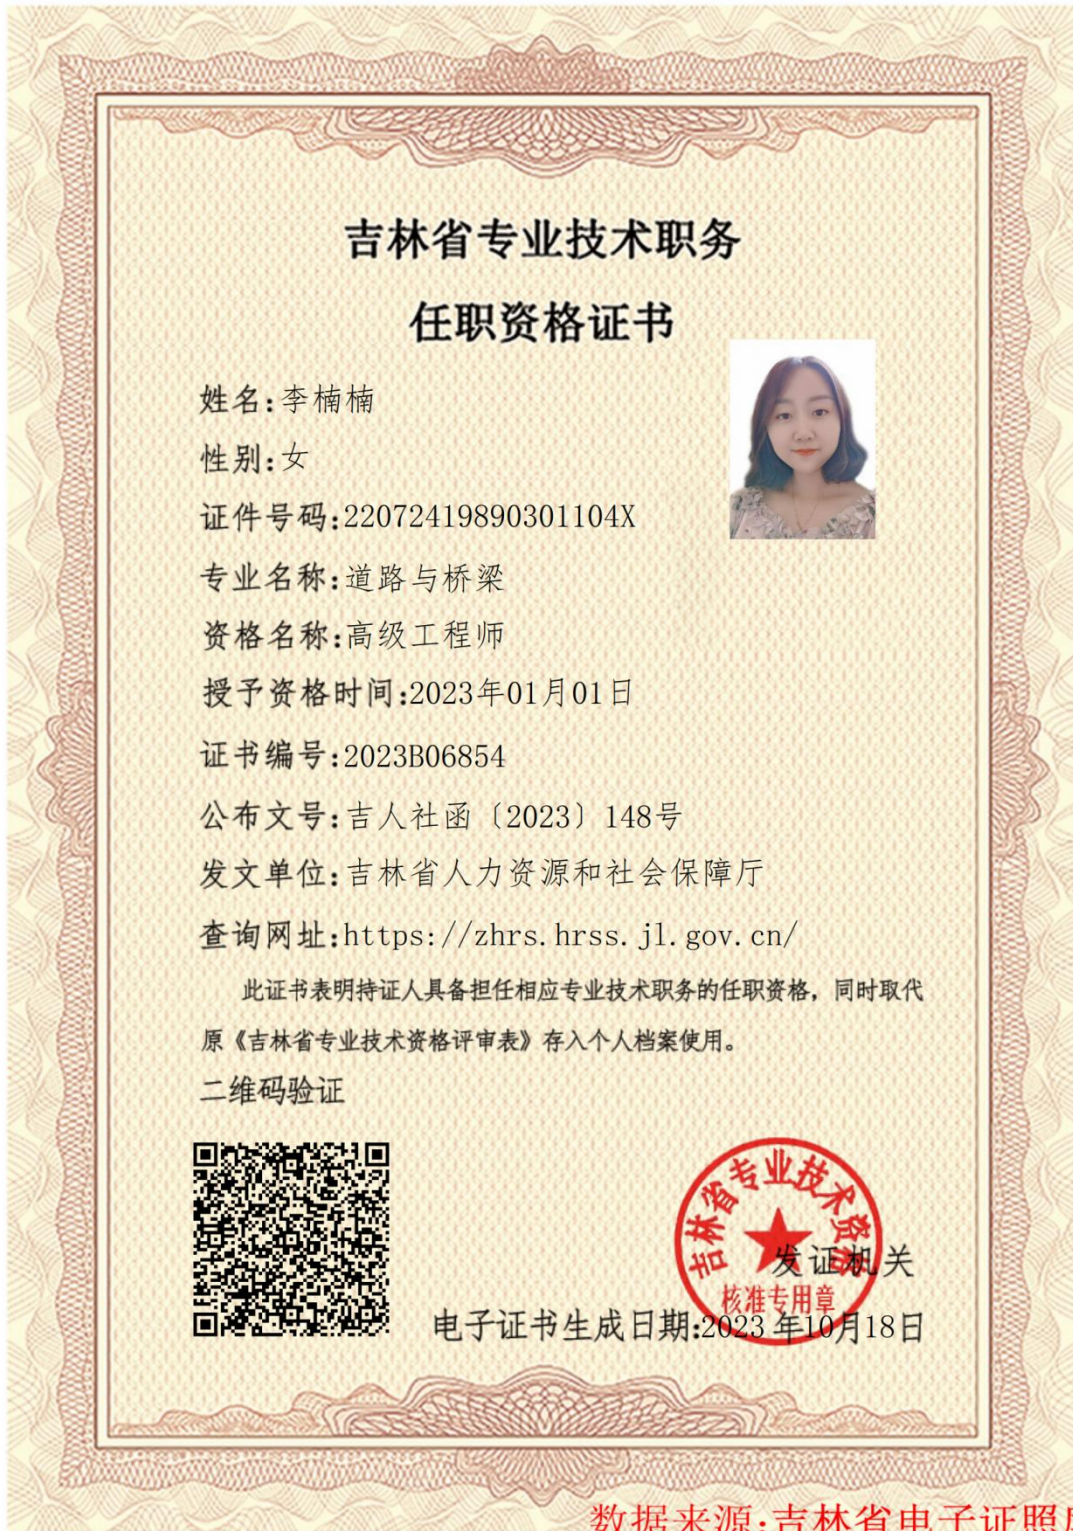 吉林省专业技术职务
任职资格证书
姓名:李楠楠
性别:女
证件号码:22072419890301104X
专业名称:道路与桥梁
资格名称:高级工程师
授予资格时间:2023年01月01日
证书编号:2023B06854
公布文号:吉人社函〔2023〕148号
发文单位:吉林省人力资源和社会保障厅
查询网址:https://zhrs.hrss.jl.gov.cn/
此证书表明持证人具备担任相应专业技术职务的任职资格，同时取代
原《吉林省专业技术资格评审表》存入个人档案使用。
二维码验证
吉林省专业技术资格
发证机关
核准专用章
电子证书生成日期:2023年10月18日
数据来源:吉林省电子证照